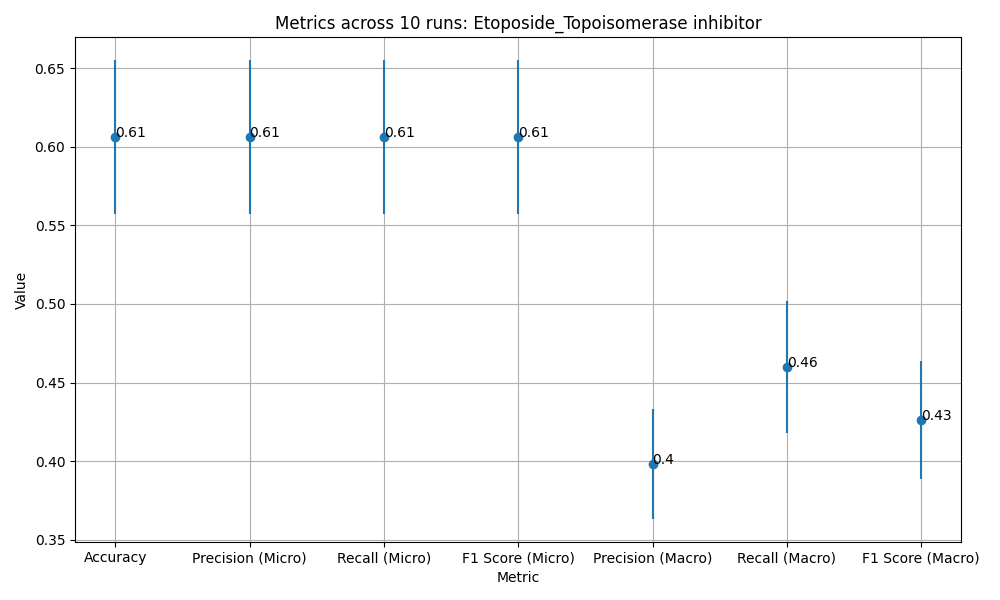 Metrics across 10 runs: Etoposide_Topoisomerase inhibitor
0.65
0.60
0.55
0.50
0.45
0.40
0.35
Value
0.61
0.61
0.61
0.61
0.4
0.46
0.43
Accuracy
Precision (Micro)
Recall (Micro)
F1 Score (Micro)
Precision (Macro)
Recall (Macro)
F1 Score (Macro)
Metric